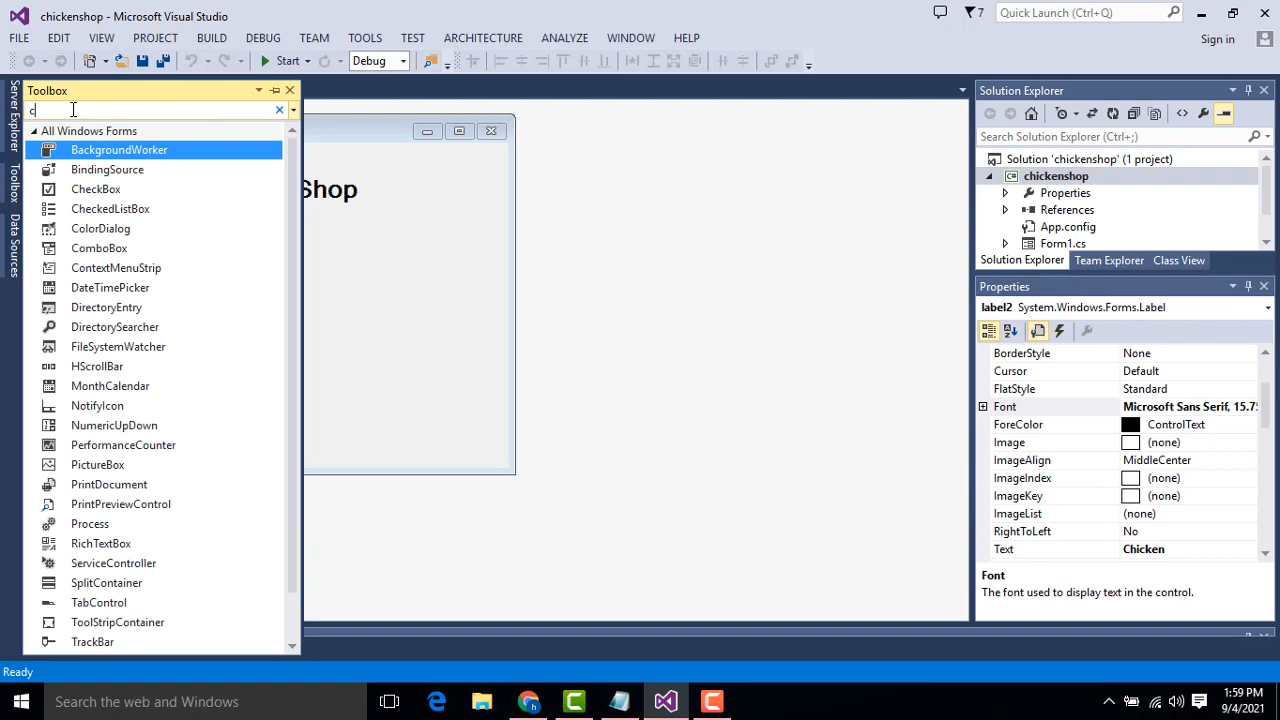 chickenshop - Microsoft Visual Studio
7
Quick Launch (Ctrl+Q)
FILE EDIT VIEW PROJECT BUILD DEBUG TEAM TOOLS TEST ARCHITECTURE ANALYZE WINDOW HELP
Sign in
Start
Debug
Server Explorer
Toolbox
Data Sources
Toolbox
c
All Windows Forms
BackgroundWorker
BindingSource
CheckBox
CheckedListBox
ColorDialog
ComboBox
ContextMenuStrip
DateTimePicker
DirectoryEntry
DirectorySearcher
FileSystemWatcher
HScrollBar
MonthCalendar
NotifyIcon
NumericUpDown
PerformanceCounter
PictureBox
PrintDocument
PrintPreviewControl
Process
RichTextBox
ServiceController
SplitContainer
TabControl
ToolStripContainer
TrackBar
Shop
Solution Explorer
Search Solution Explorer (Ctrl+;)
Solution 'chickenshop' (1 project)
C# chickenshop
Properties
References
App.config
Form1.cs
Solution Explorer Team Explorer Class View
Properties
label2 System.Windows.Forms.Label
BorderStyle None
Cursor Default
FlatStyle Standard
Font Microsoft Sans Serif, 15.75
ForeColor ControlText
Image (none)
ImageAlign MiddleCenter
ImageIndex (none)
ImageKey (none)
ImageList (none)
RightToLeft No
Text Chicken
Font
The font used to display text in the control.
Ready
Search the web and Windows
1:59 PM
9/4/2021